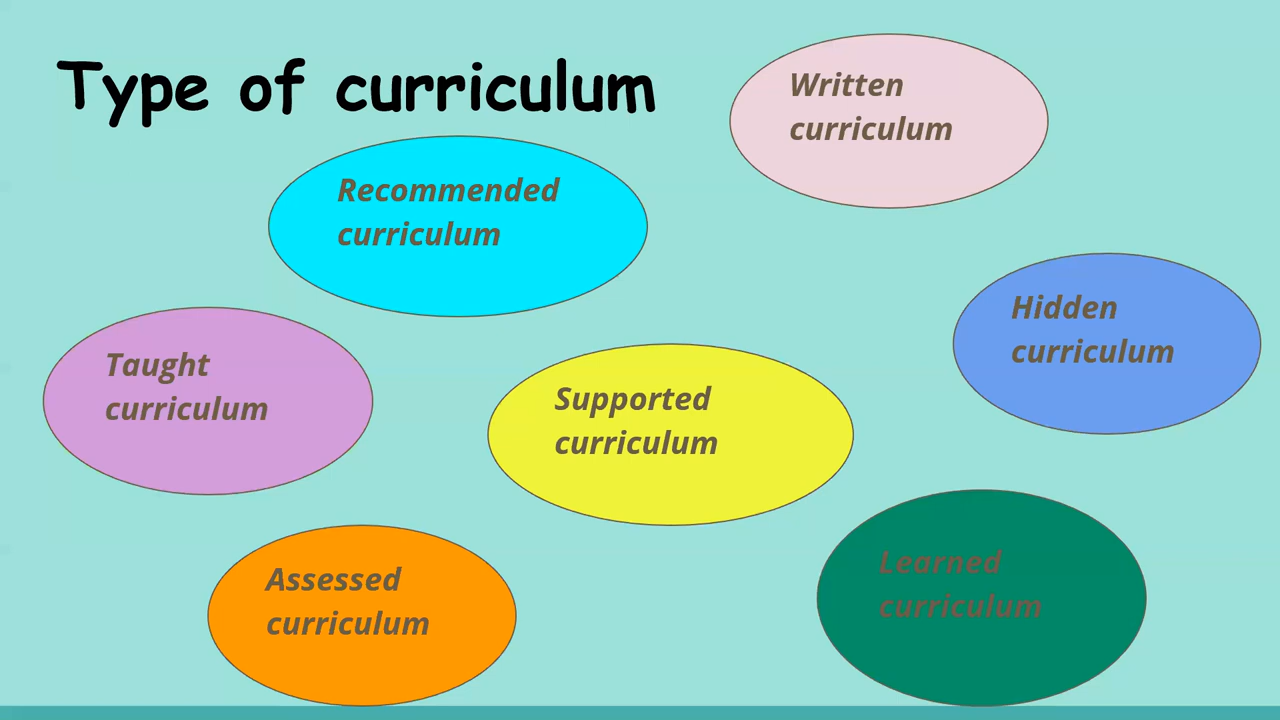 Type of curriculum
Written
curriculum
Recommended
curriculum
Hidden
curriculum
Taught
curriculum
Supported
curriculum
Learned
curriculum
Assessed
curriculum